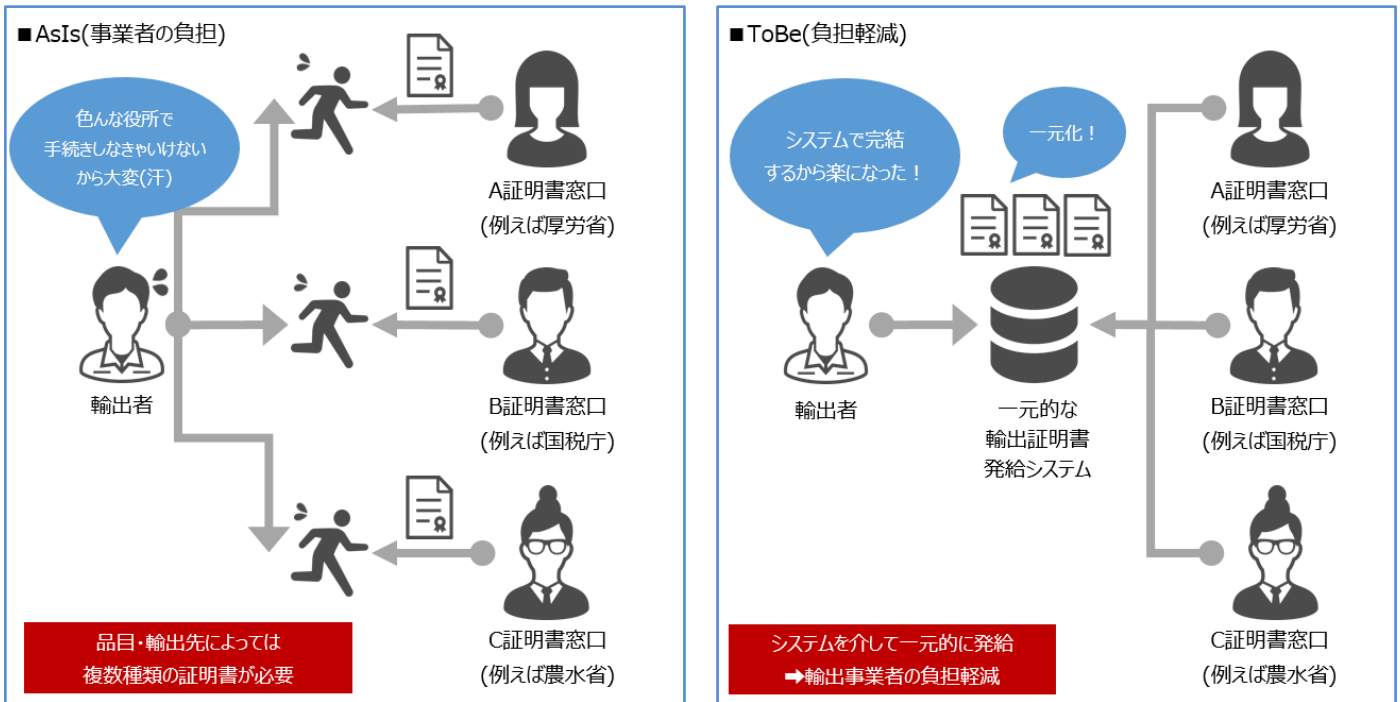 ■AsIs(事業者の負担)
色んな役所で
手続きしなきゃいけない
から大変(汗)
輸出者
A証明書窓口
(例えば厚労省)
B証明書窓口
(例えば国税庁)
C証明書窓口
(例えば農水省)
品目・輸出先によっては
複数種類の証明書が必要
■ToBe(負担軽減)
システムで完結
するから楽になった!
一元化!
輸出者
一元的な
輸出証明書
発給システム
A証明書窓口
(例えば厚労省)
B証明書窓口
(例えば国税庁)
C証明書窓口
(例えば農水省)
システムを介して一元的に発給
➡輸出事業者の負担軽減